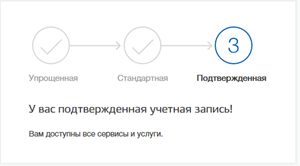 3
Упрощенная Стандартная Подтвержденная
У вас подтвержденная учетная запись!
Вам доступны все сервисы и услуги.